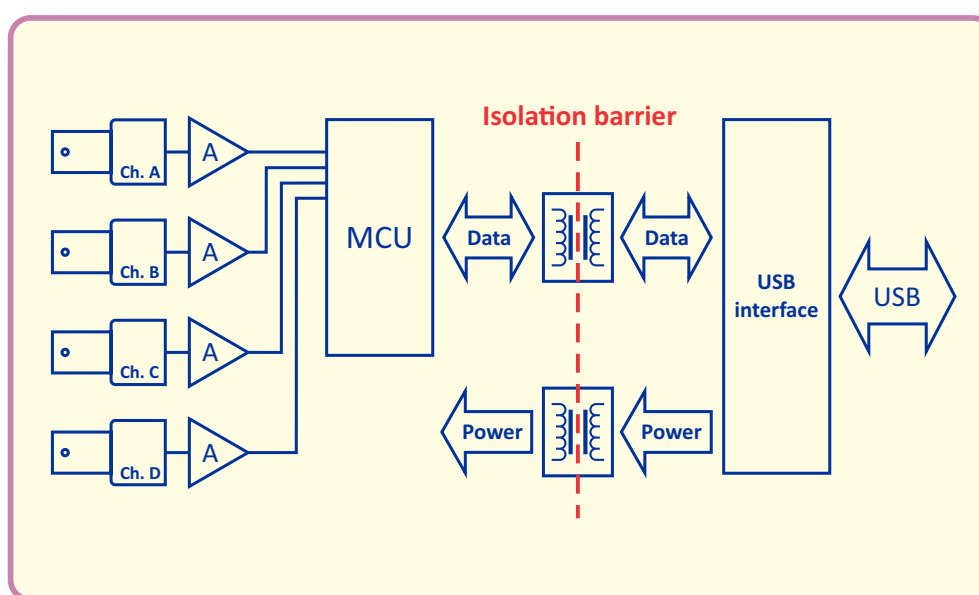 Isolation barrier
Ch. A
A
Ch. B
A
Ch. C
A
Ch. D
A
MCU
Data
Data
Power
Power
USB
interface
USB